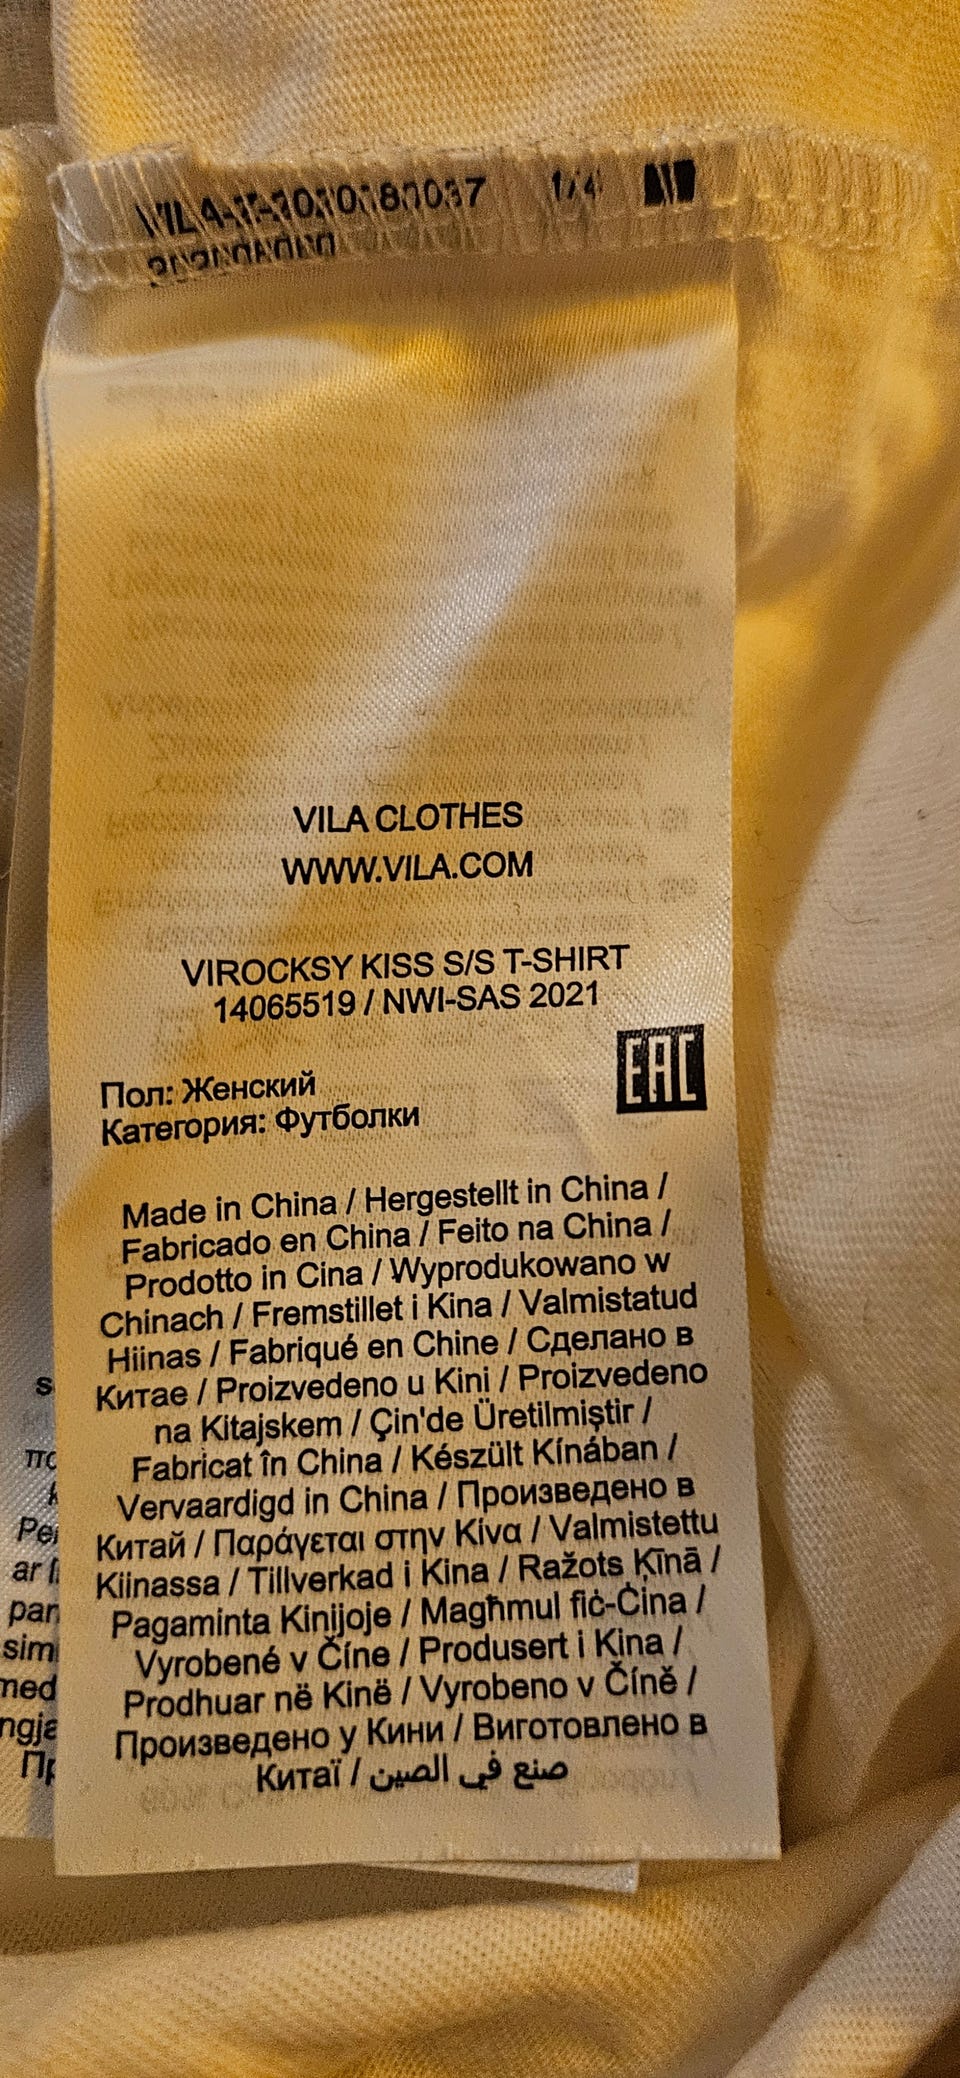 1/4
VILA CLOTHES
WWW.VILA.COM
VIROCKSY KISS S/S T-SHIRT
14065519 / NWI-SAS 2021
EAC
Пол: Женский
Категория: Футболки
Made in China / Hergestellt in China /
Fabricado en China / Feito na China /
Prodotto in Cina / Wyprodukowano w
Chinach / Fremstillet i Kina / Valmistatud
Hiinas / Fabriqué en Chine / Сделано в
Китае / Proizvedeno u Kini / Proizvedeno
na Kitajskem / Çin'de Üretilmiştir /
Fabricat în China / Készült Kínában /
Vervaardigd in China / Произведено в
Китай / Παράγεται στην Κίνα / Valmistettu
Kiinassa / Tillverkad i Kina / Ražots Ķīnā /
Pagaminta Kinijoje / Magħmul fiċ-Ċina /
Vyrobené v Číne / Produsert i Kina /
Prodhuar në Kinë / Vyrobeno v Číně /
Произведено у Кини / Виготовлено в
Китаї / صنع في الصين